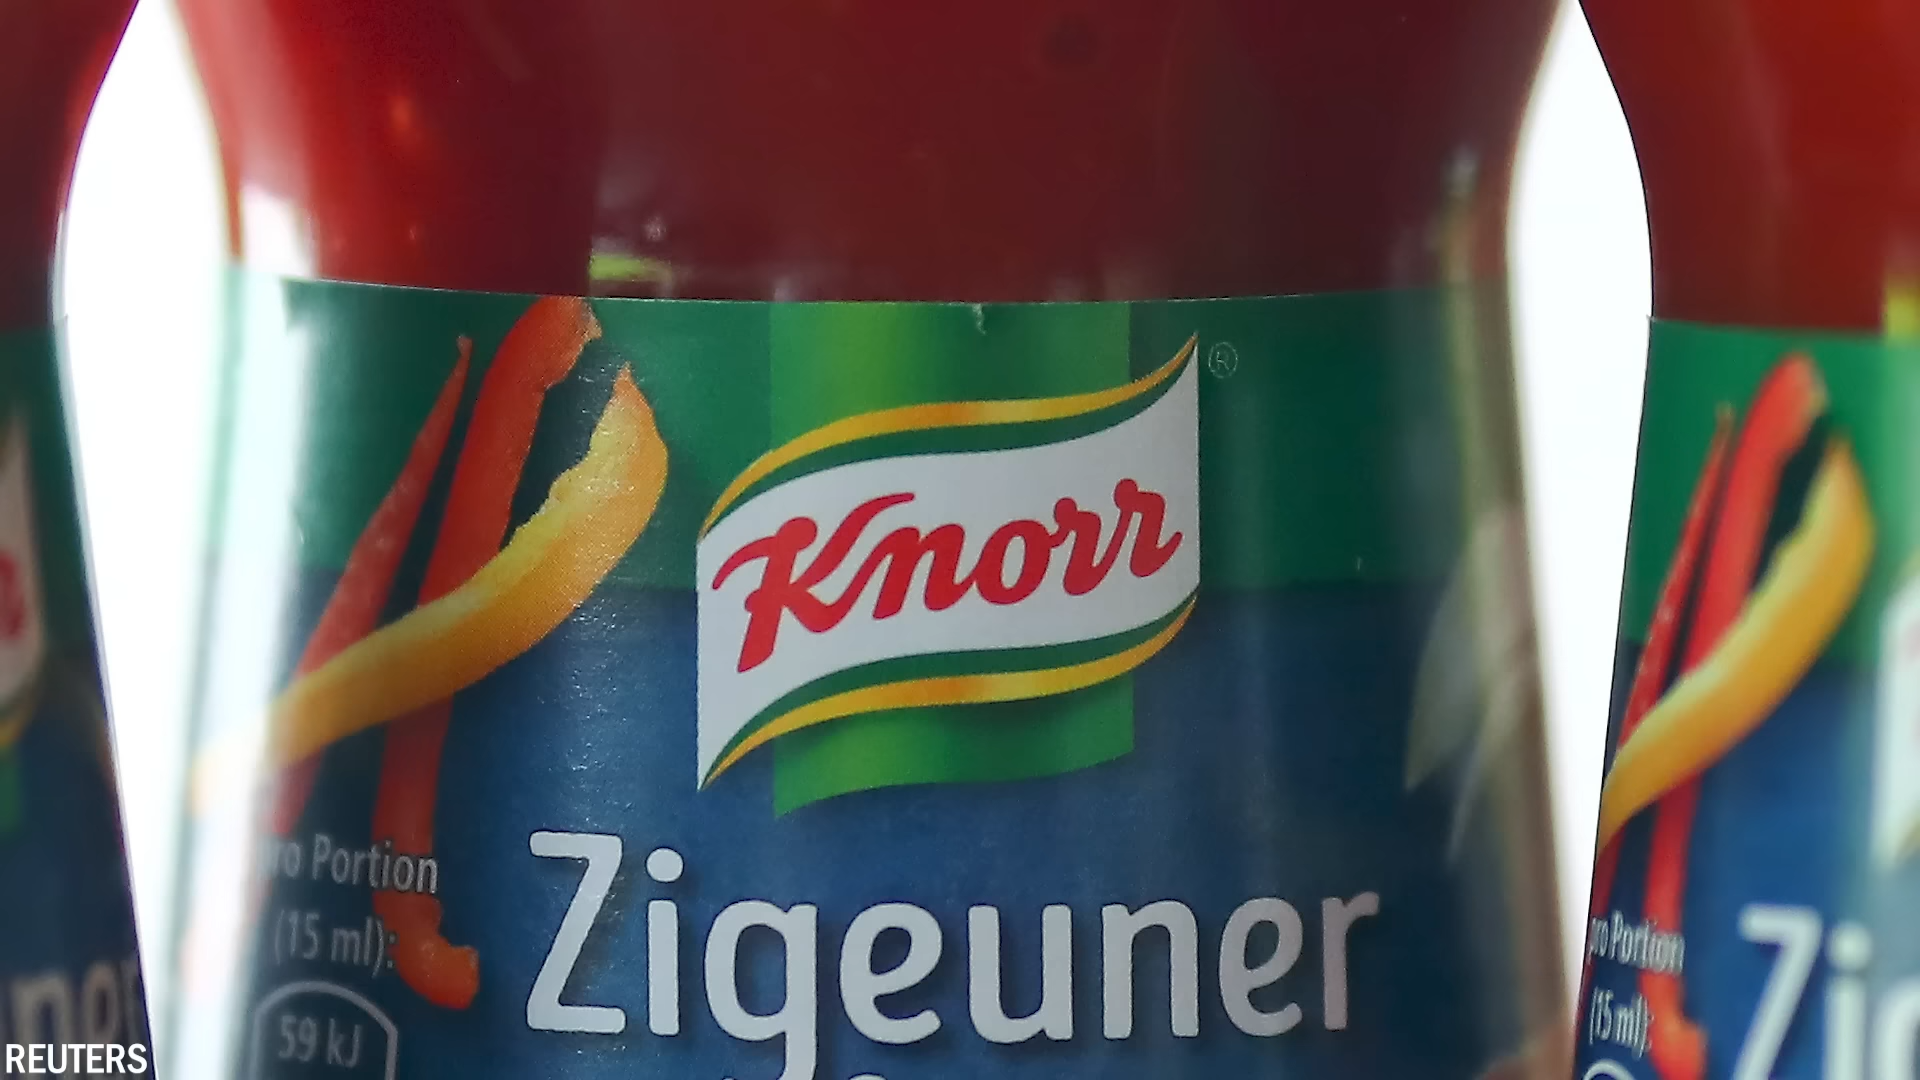 Knorr
®
pro Portion
(15 ml):
59 kJ
Zigeuner
pro Portion
(15 ml):
REUTERS